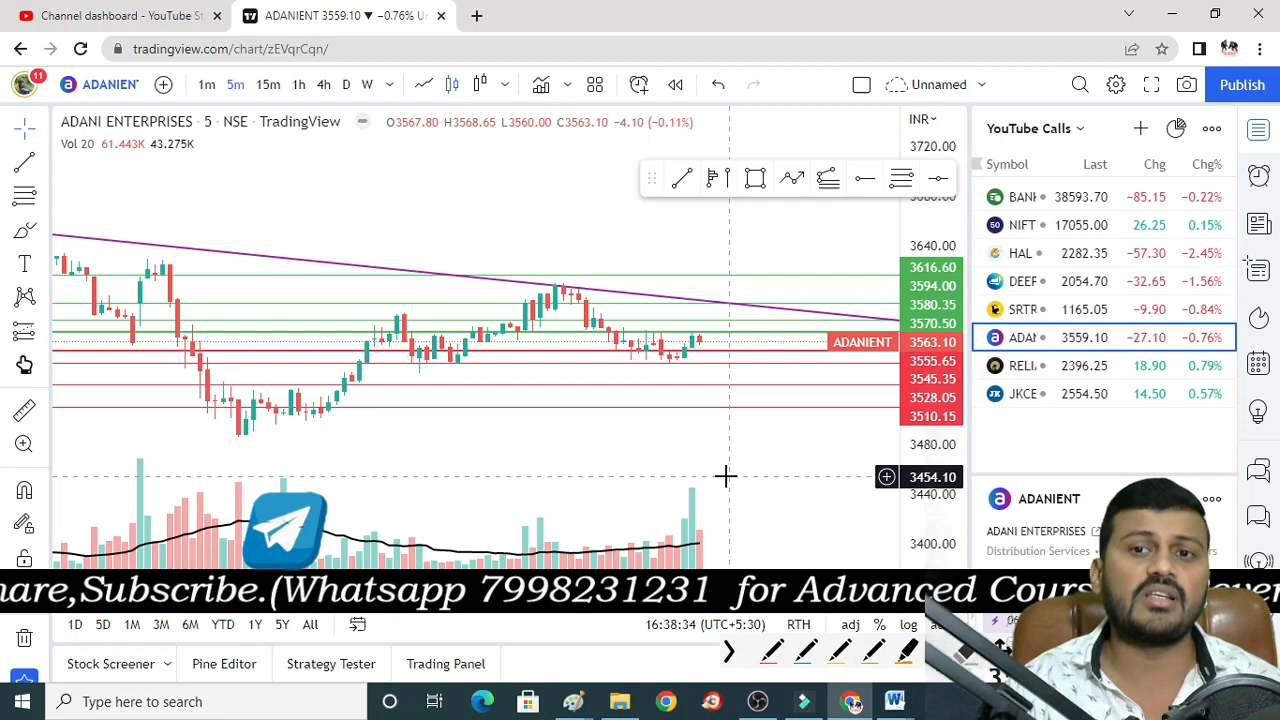 Channel dashboard - YouTube St
ADANIENT 3559.10 ▼ −0.76% Ur
tradingview.com/chart/zEVqrCqn/
11
ADANIENT
1m 5m 15m 1h 4h D W
Unnamed
Publish
ADANI ENTERPRISES · 5 · NSE · TradingView
O3567.80 H3568.65 L3560.00 C3563.10 −4.10 (−0.11%)
Vol 20 61.443K 43.275K
INR
3720.00
3640.00
3616.60
3594.00
3580.35
3570.50
ADANIENT 3563.10
3555.65
3545.35
3528.05
3510.15
3480.00
3454.10
3440.00
3400.00
YouTube Calls
Symbol Last Chg Chg%
BANK 38593.70 −85.15 −0.22%
NIFT 17055.00 26.25 0.15%
HAL 2282.35 −57.30 −2.45%
DEEP 2054.70 −32.65 −1.56%
SRTR 1165.05 −9.90 −0.84%
ADAN 3559.10 −27.10 −0.76%
RELI 2396.25 18.90 0.79%
JKCE 2554.50 14.50 0.57%
ADANIENT
ADANI ENTERPRISES
Distribution Services
hare,Subscribe.(Whatsapp 7998231231 for Advanced Cours
1D 5D 1M 3M 6M YTD 1Y 5Y All
16:38:34 (UTC+5:30) RTH adj % log
Stock Screener Pine Editor Strategy Tester Trading Panel
Type here to search